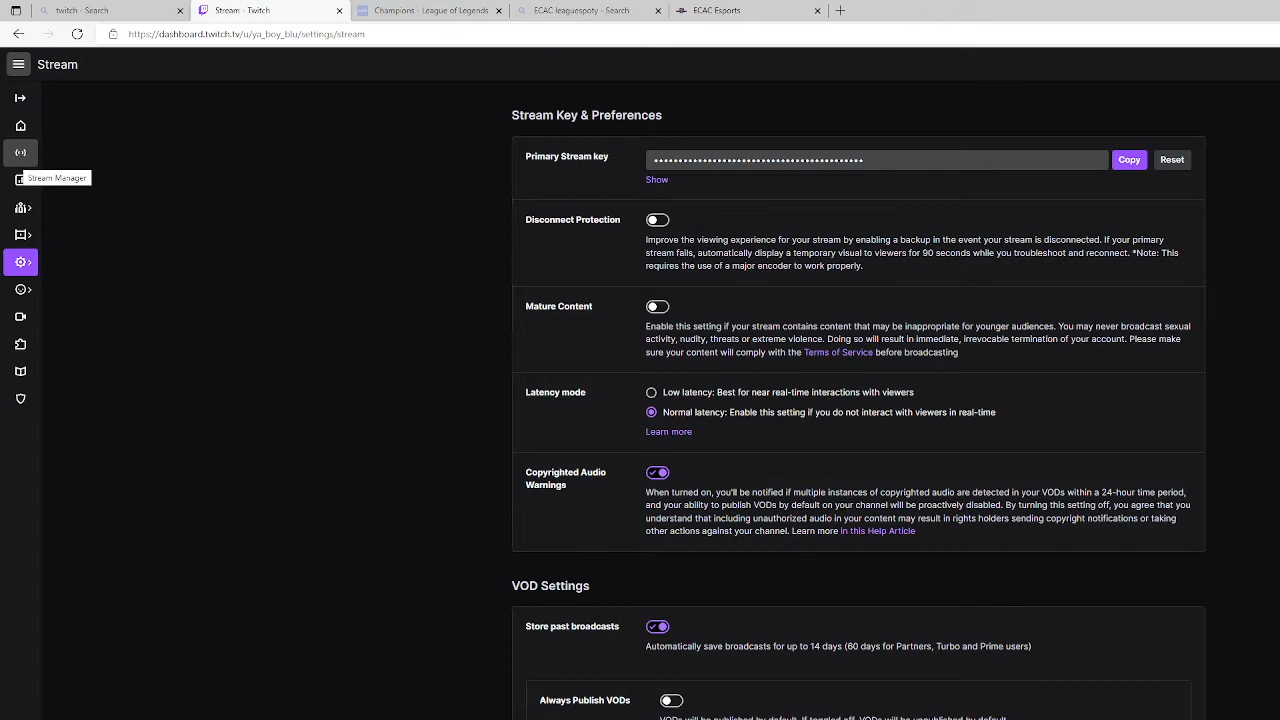 twitch - Search
Stream - Twitch
Champions - League of Legends
ECAC leaguespoty - Search
ECAC Esports
https://dashboard.twitch.tv/u/ya_boy_blu/settings/stream
Stream
Stream Manager
Stream Key & Preferences
Primary Stream key
••••••••••••••••••••••••••••••••••••••••••••
Copy
Reset
Show
Disconnect Protection
Improve the viewing experience for your stream by enabling a backup in the event your stream is disconnected. If your primary
stream fails, automatically display a temporary visual to viewers for 90 seconds while you troubleshoot and reconnect. *Note: This
requires the use of a major encoder to work properly.
Mature Content
Enable this setting if your stream contains content that may be inappropriate for younger audiences. You may never broadcast sexual
activity, nudity, threats or extreme violence. Doing so will result in immediate, irrevocable termination of your account. Please make
sure your content will comply with the Terms of Service before broadcasting
Latency mode
Low latency: Best for near real-time interactions with viewers
Normal latency: Enable this setting if you do not interact with viewers in real-time
Learn more
Copyrighted Audio
Warnings
When turned on, you'll be notified if multiple instances of copyrighted audio are detected in your VODs within a 24-hour time period,
and your ability to publish VODs by default on your channel will be proactively disabled. By turning this setting off, you agree that you
understand that including unauthorized audio in your content may result in rights holders sending copyright notifications or taking
other actions against your channel. Learn more in this Help Article
VOD Settings
Store past broadcasts
Automatically save broadcasts for up to 14 days (60 days for Partners, Turbo and Prime users)
Always Publish VODs
VODs will be published by default. If toggled off, VODs will be unpublished by default